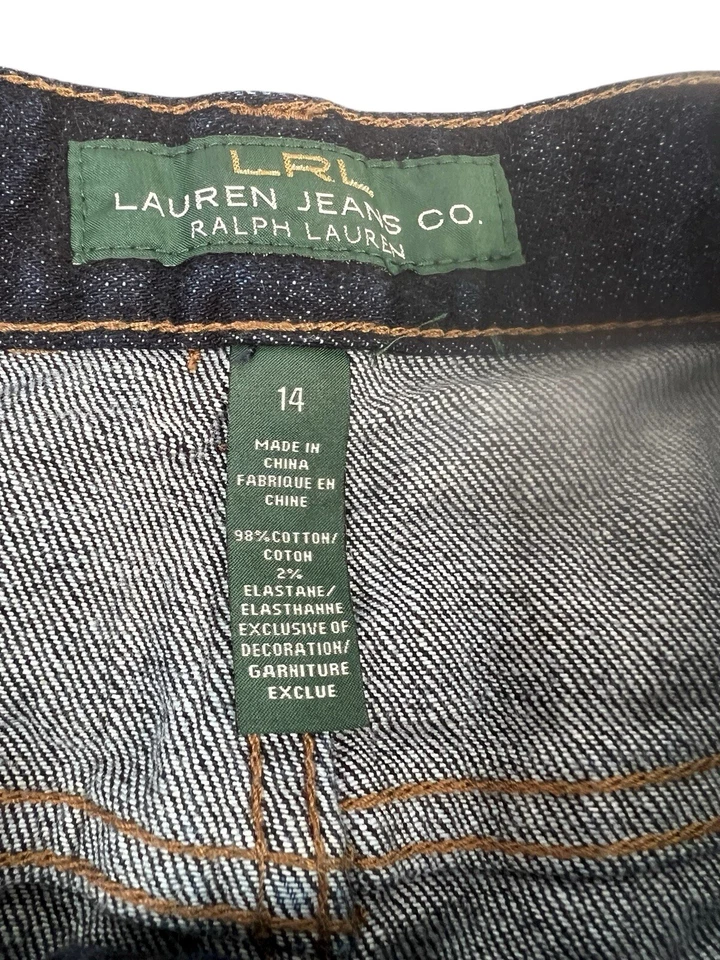 LRL
LAUREN JEANS CO.
RALPH LAUREN
14
MADE IN
CHINA
FABRIQUE EN
CHINE
98%COTTON/
COTON
2%
ELASTANE/
ELASTHANNE
EXCLUSIVE OF
DECORATION/
GARNITURE
EXCLUE